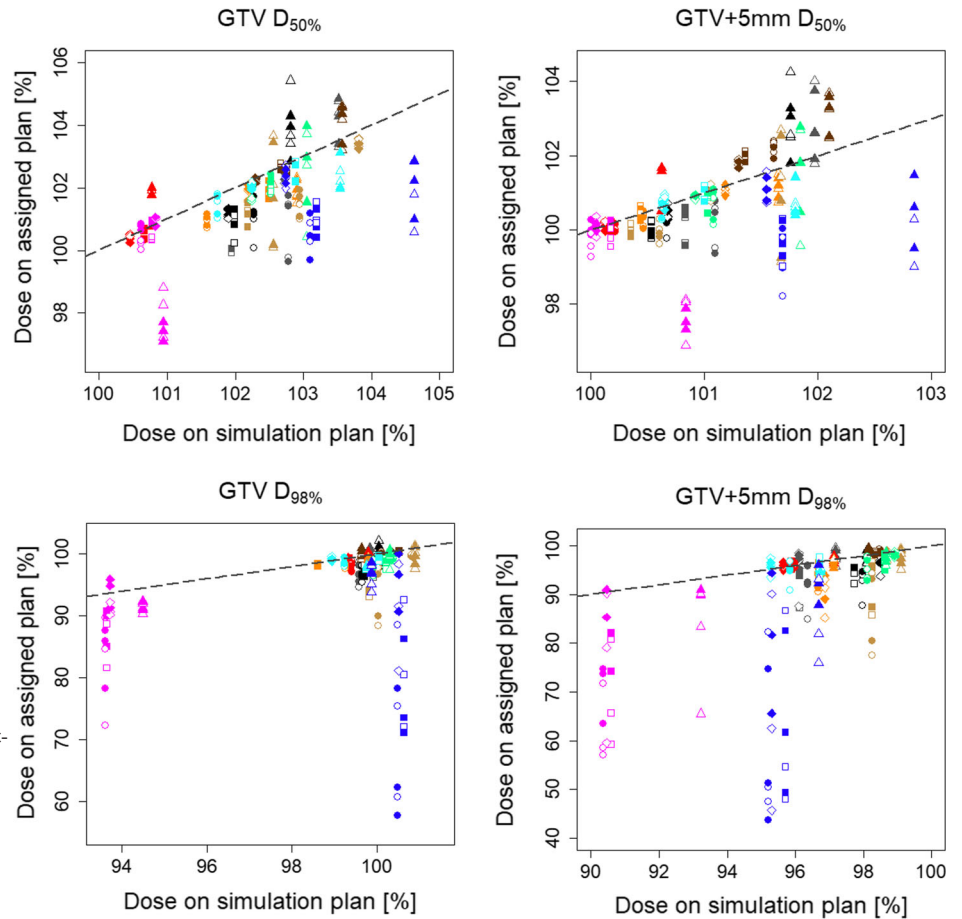 GTV D50%
GTV+5mm D50%
106
104
102
100
98
104
102
100
98
Dose on assigned plan [%]
Dose on assigned plan [%]
100 101 102 103 104 105
100 101 102 103
Dose on simulation plan [%]
Dose on simulation plan [%]
GTV D98%
GTV+5mm D98%
100
90
80
70
60
100
90
80
70
60
50
40
Dose on assigned plan [%]
Dose on assigned plan [%]
94 96 98 100
90 92 94 96 98 100
Dose on simulation plan [%]
Dose on simulation plan [%]